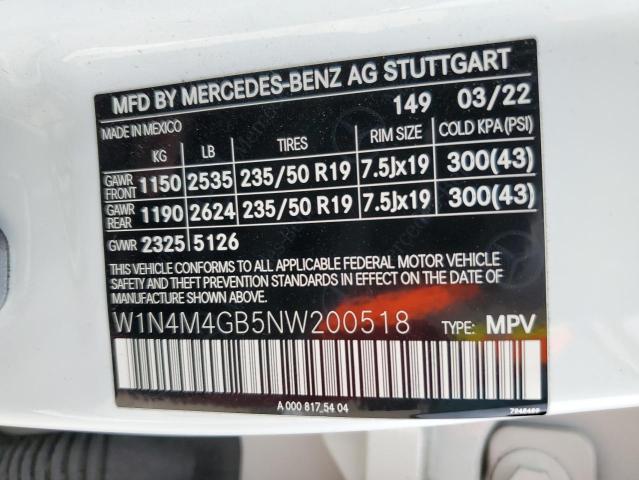 MFD BY MERCEDES-BENZ AG STUTTGART
MADE IN MEXICO 149 03/22
KG LB TIRES RIM SIZE COLD KPA(PSI)
GAWR FRONT 1150 2535 235/50 R19 7.5Jx19 300(43)
GAWR REAR 1190 2624 235/50 R19 7.5Jx19 300(43)
GVWR 2325 5126
THIS VEHICLE CONFORMS TO ALL APPLICABLE FEDERAL MOTOR VEHICLE
SAFETY AND THEFT PREVENTION STANDARDS IN EFFECT ON THE DATE OF
MANUFACTURE SHOWN ABOVE.
W1N4M4GB5NW200518 TYPE: MPV
A 000 817 54 04